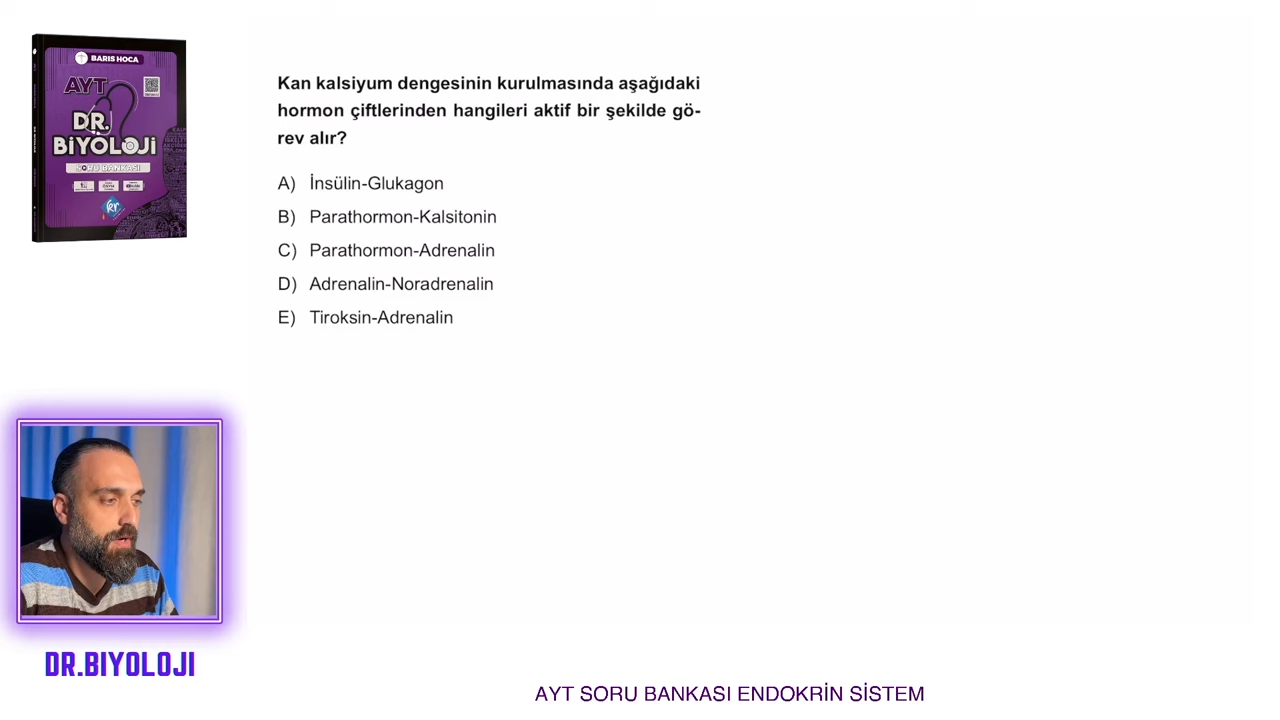 BARIS HOCA
AYT
DR.
BİYOLOJİ
SORU BANKASI
Kan kalsiyum dengesinin kurulmasında aşağıdaki
hormon çiftlerinden hangileri aktif bir şekilde gö-
rev alır?
A) İnsülin-Glukagon
B) Parathormon-Kalsitonin
C) Parathormon-Adrenalin
D) Adrenalin-Noradrenalin
E) Tiroksin-Adrenalin
DR.BIYOLOJI
AYT SORU BANKASI ENDOKRİN SİSTEM